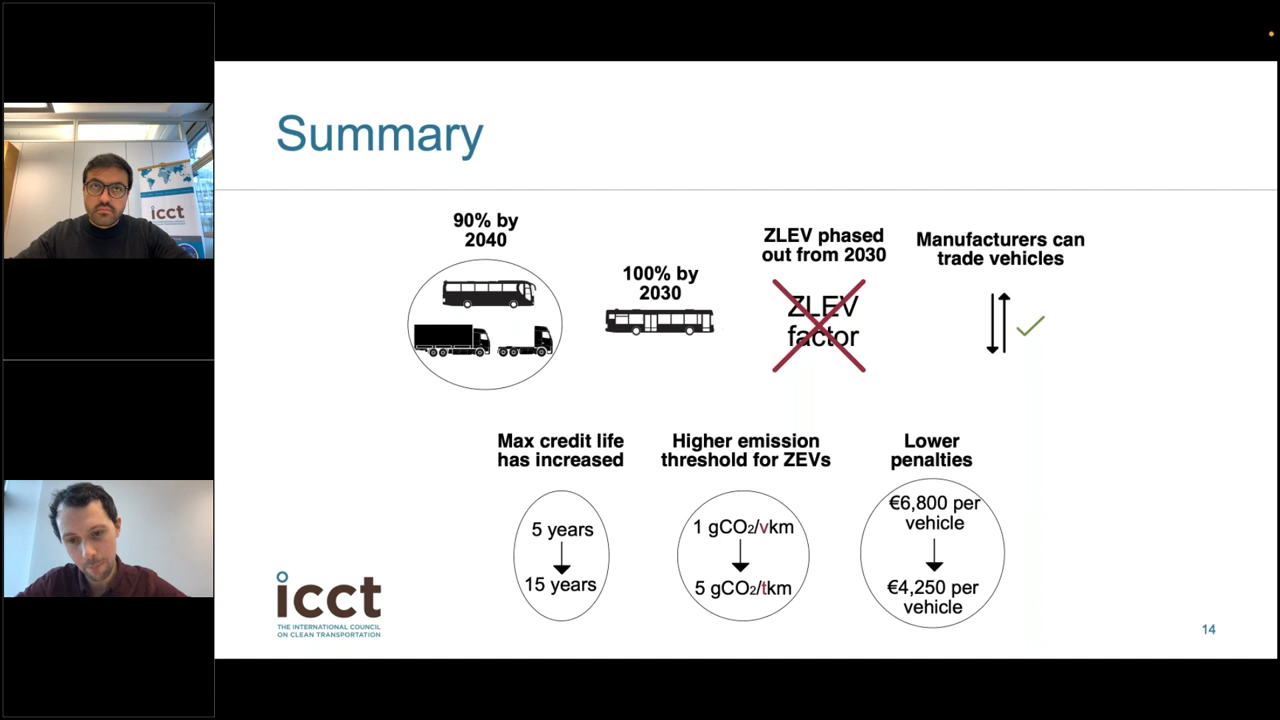 Summary
90% by
2040
100% by
2030
ZLEV phased
out from 2030
ZLEV
factor
Manufacturers can
trade vehicles
Max credit life
has increased
5 years
15 years
Higher emission
threshold for ZEVs
1 gCO2/vkm
5 gCO2/tkm
Lower
penalties
€6,800 per
vehicle
€4,250 per
vehicle
icct
THE INTERNATIONAL COUNCIL
ON CLEAN TRANSPORTATION
14
icct